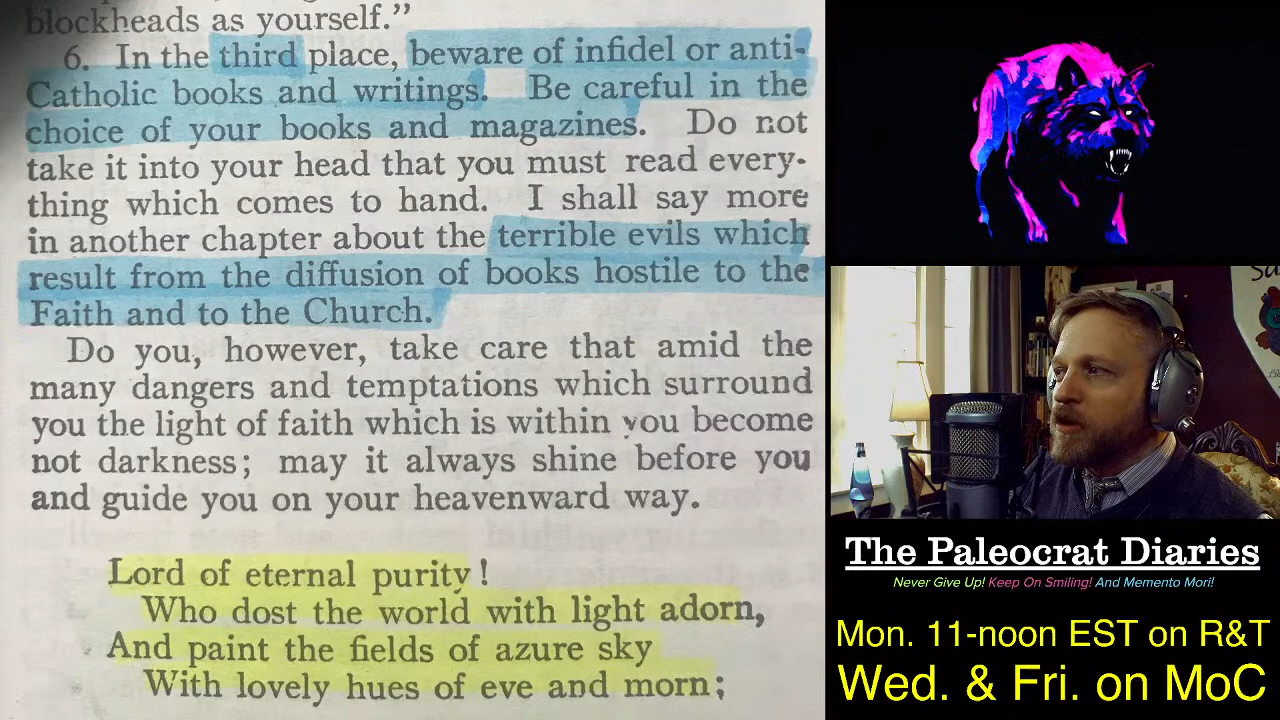 blockheads as yourself.”
6. In the third place, beware of infidel or anti-
Catholic books and writings. Be careful in the
choice of your books and magazines. Do not
take it into your head that you must read every-
thing which comes to hand. I shall say more
in another chapter about the terrible evils which
result from the diffusion of books hostile to the
Faith and to the Church.
Do you, however, take care that amid the
many dangers and temptations which surround
you the light of faith which is within you become
not darkness; may it always shine before you
and guide you on your heavenward way.
Lord of eternal purity!
Who dost the world with light adorn,
And paint the fields of azure sky
With lovely hues of eve and morn;
The Paleocrat Diaries
Never Give Up! Keep On Smiling! And Memento Mori!
Mon. 11-noon EST on R&T
Wed. & Fri. on MoC